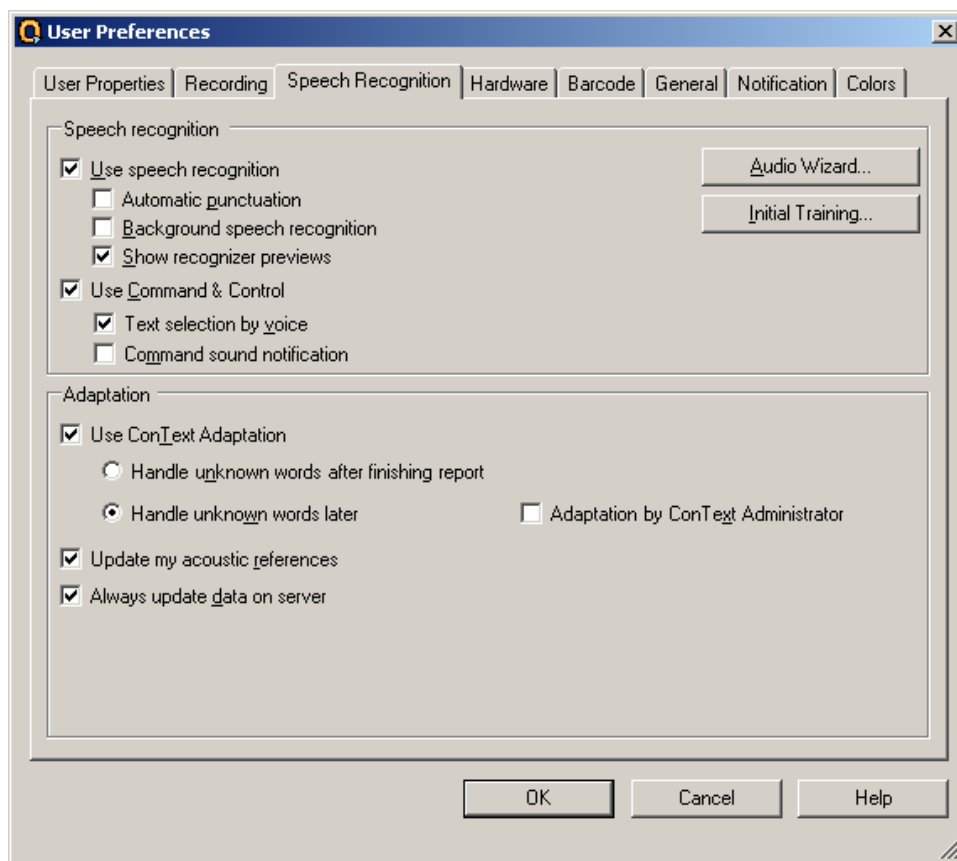 User Preferences
User Properties Recording Speech Recognition Hardware Barcode General Notification Colors
Speech recognition
Use speech recognition
Audio Wizard...
Automatic punctuation
Initial Training...
Background speech recognition
Show recognizer previews
Use Command & Control
Text selection by voice
Command sound notification
Adaptation
Use ConText Adaptation
Handle unknown words after finishing report
Handle unknown words later Adaptation by ConText Administrator
Update my acoustic references
Always update data on server
OK Cancel Help